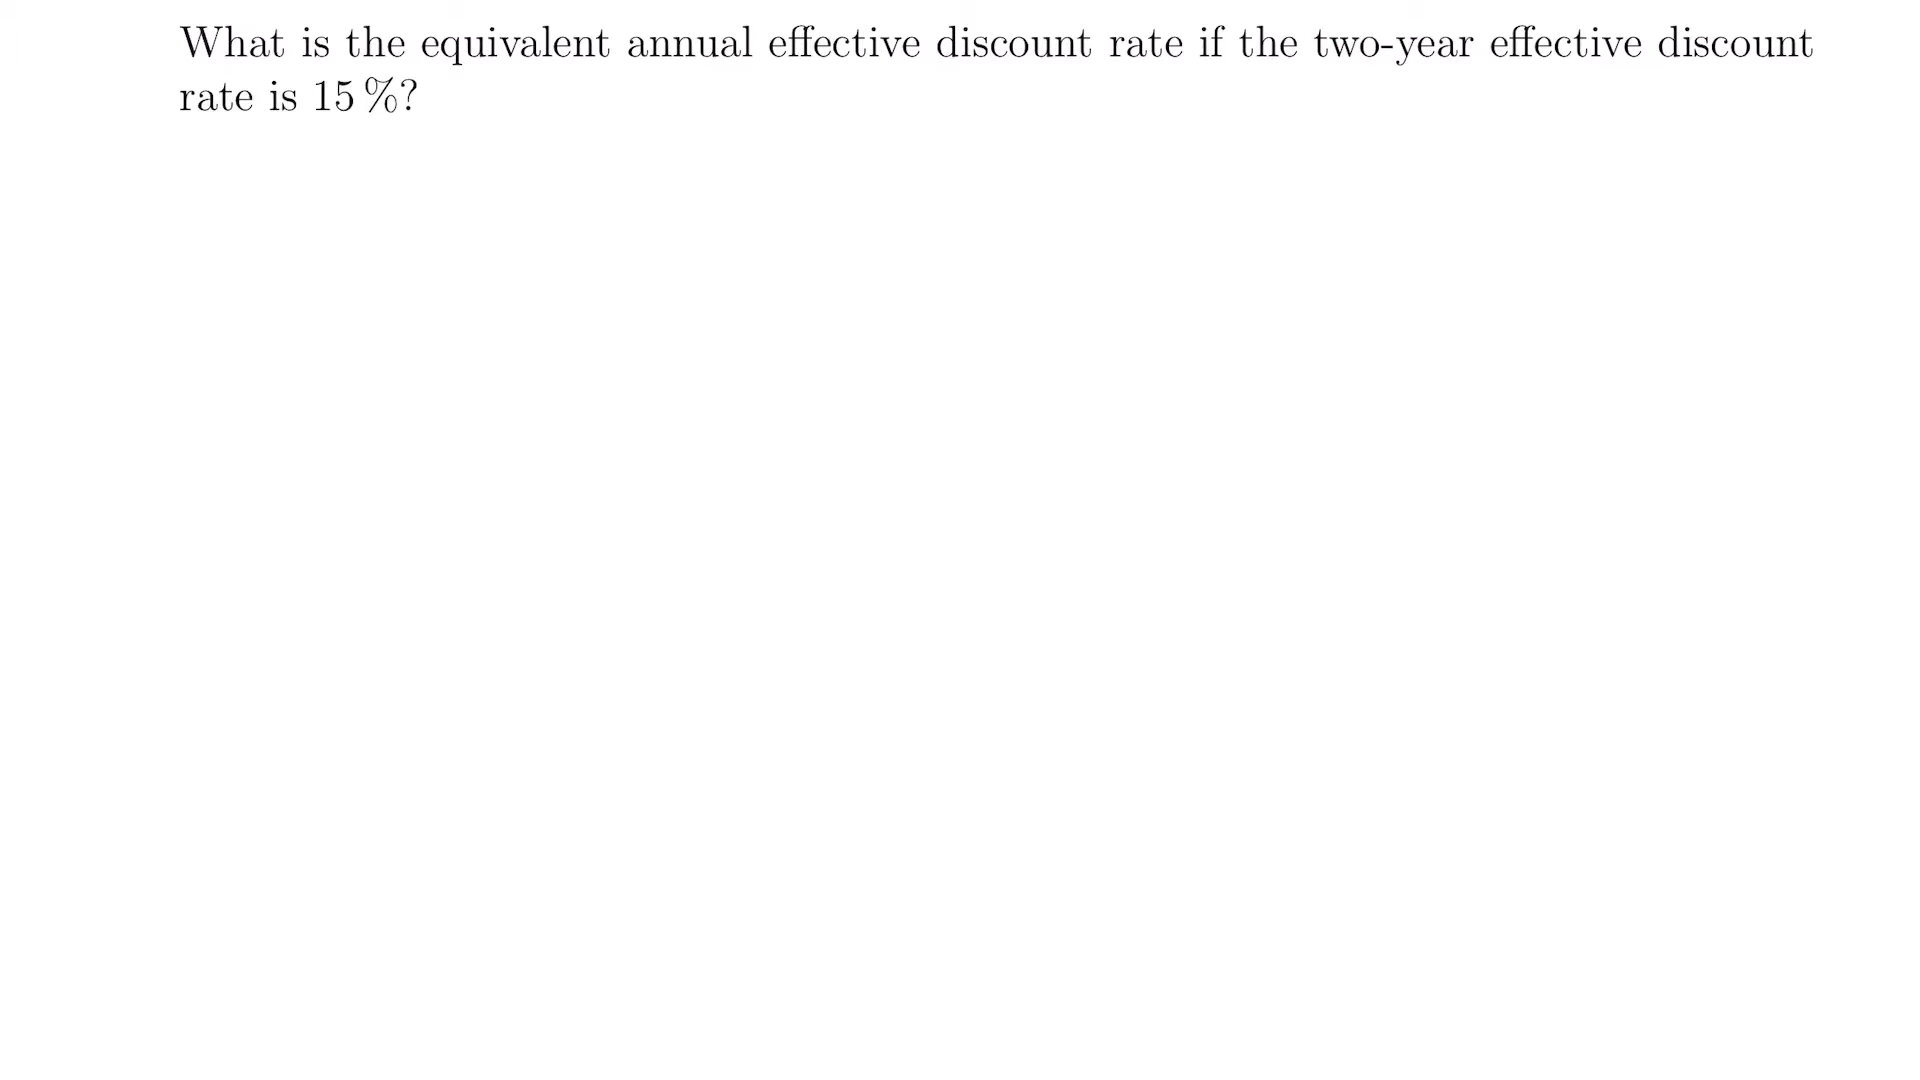 What is the equivalent annual effective discount rate if the two-year effective discount
rate is 15 %?